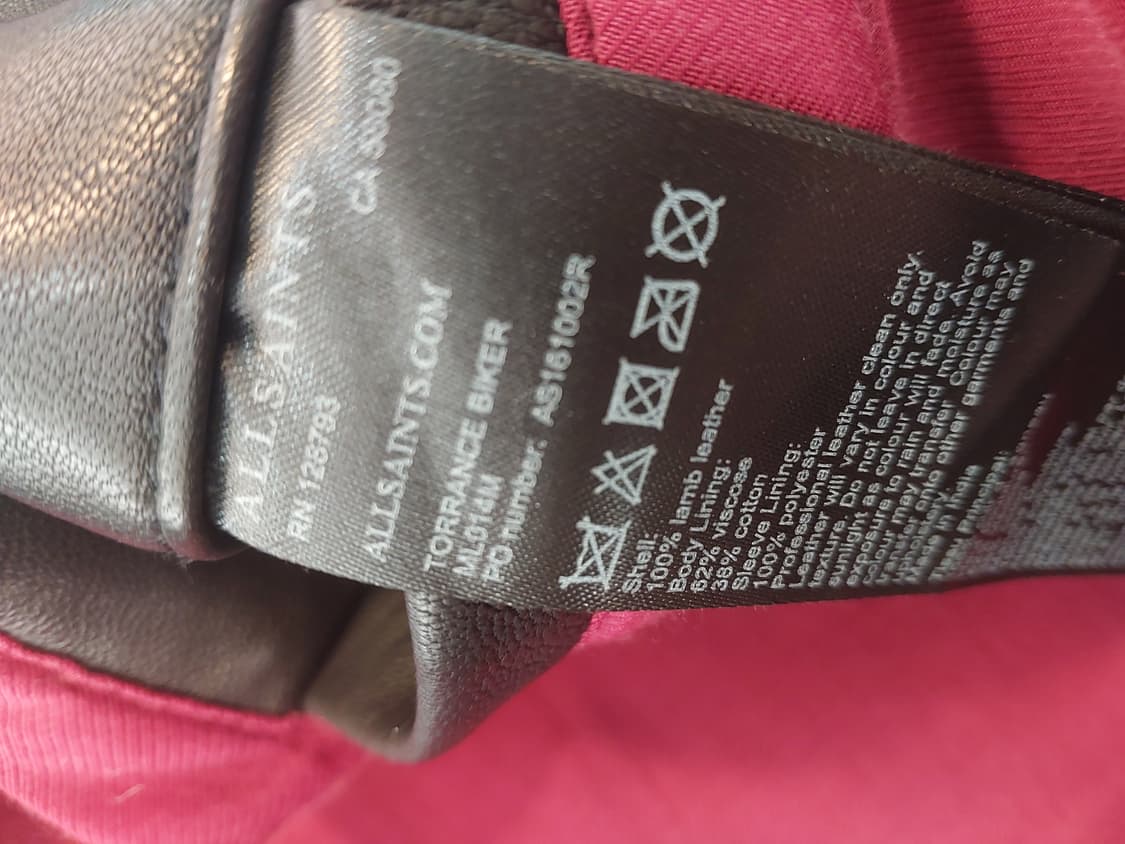 ALLSAINTS
RN 128793
ALLSAINTS.COM
TORRANCE BIKER
ML014M
PO number: AS161002R
Shell:
100% lamb leather
Body Lining:
62% viscose
38% cotton
Sleeve Lining:
100% polyester
Professional leather clean only.
Leather will vary in colour and
texture. Do not leave in direct
sunlight as colour will fade. Avoid
exposure to rain and moisture as
colour may transfer. Colour may
transfer onto other garments and